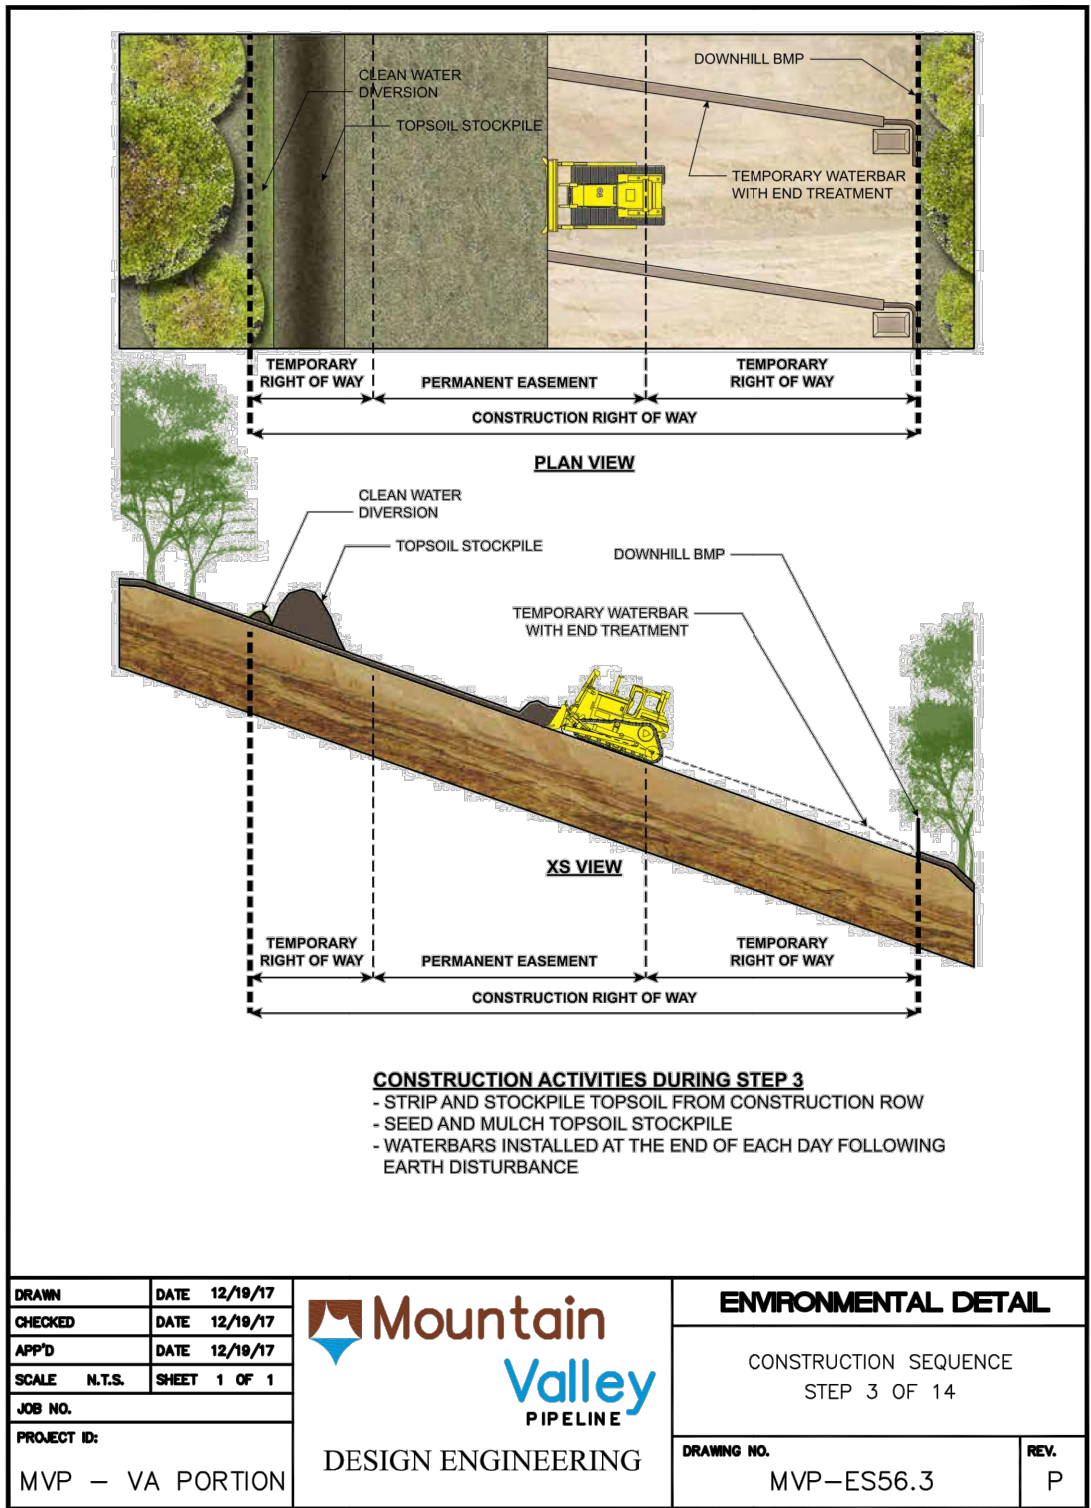 CLEAN WATER
DIVERSION
TOPSOIL STOCKPILE
DOWNHILL BMP
TEMPORARY WATERBAR
WITH END TREATMENT
TEMPORARY
RIGHT OF WAY
PERMANENT EASEMENT
TEMPORARY
RIGHT OF WAY
CONSTRUCTION RIGHT OF WAY
PLAN VIEW
CLEAN WATER
DIVERSION
TOPSOIL STOCKPILE
DOWNHILL BMP
TEMPORARY WATERBAR
WITH END TREATMENT
XS VIEW
TEMPORARY
RIGHT OF WAY
PERMANENT EASEMENT
TEMPORARY
RIGHT OF WAY
CONSTRUCTION RIGHT OF WAY
CONSTRUCTION ACTIVITIES DURING STEP 3
- STRIP AND STOCKPILE TOPSOIL FROM CONSTRUCTION ROW
- SEED AND MULCH TOPSOIL STOCKPILE
- WATERBARS INSTALLED AT THE END OF EACH DAY FOLLOWING
EARTH DISTURBANCE
DRAWN DATE 12/19/17
CHECKED DATE 12/19/17
APP'D DATE 12/19/17
SCALE N.T.S. SHEET 1 OF 1
JOB NO.
PROJECT ID:
MVP - VA PORTION
Mountain
Valley
PIPELINE
DESIGN ENGINEERING
ENVIRONMENTAL DETAIL
CONSTRUCTION SEQUENCE
STEP 3 OF 14
DRAWING NO.
MVP-ES56.3
REV.
P